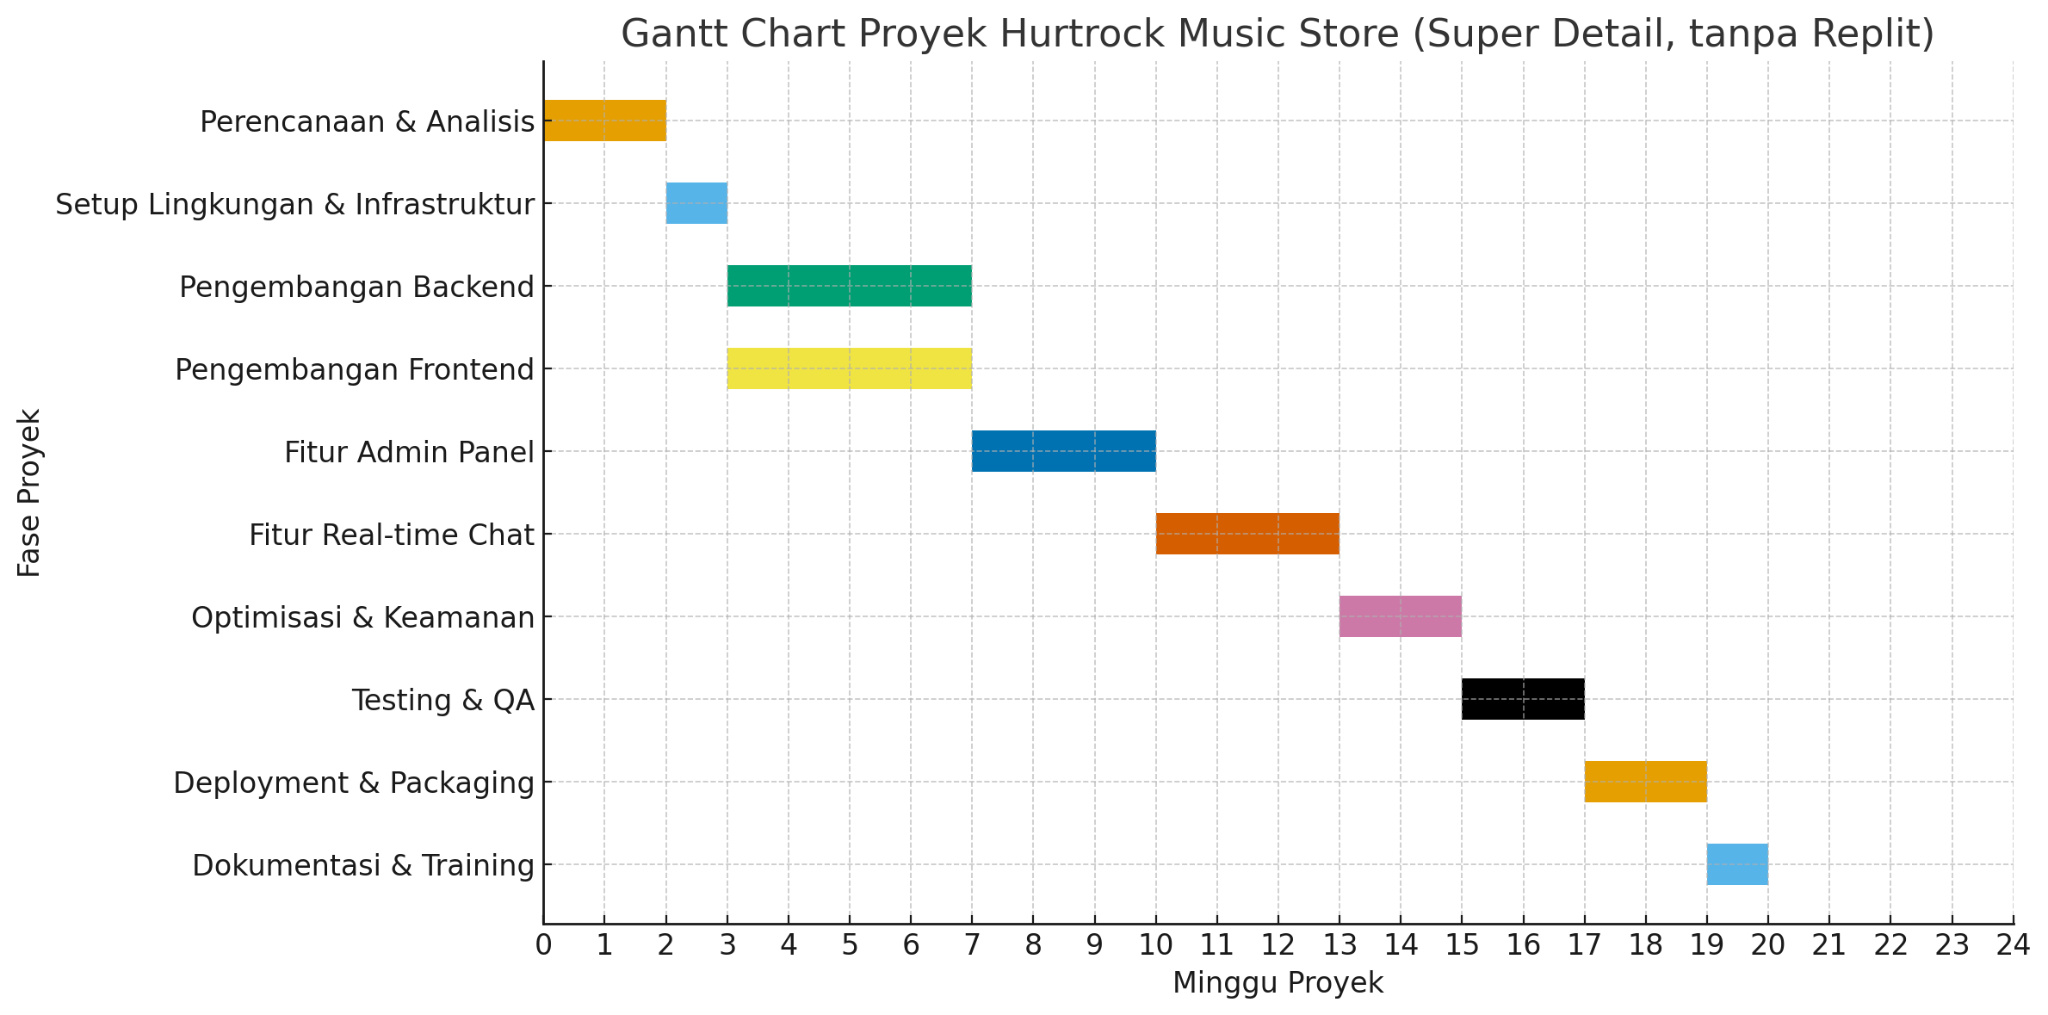 Gantt Chart Proyek Hurtrock Music Store (Super Detail, tanpa Replit)
Fase Proyek
Perencanaan & Analisis
Setup Lingkungan & Infrastruktur
Pengembangan Backend
Pengembangan Frontend
Fitur Admin Panel
Fitur Real-time Chat
Optimisasi & Keamanan
Testing & QA
Deployment & Packaging
Dokumentasi & Training
0 1 2 3 4 5 6 7 8 9 10 11 12 13 14 15 16 17 18 19 20 21 22 23 24
Minggu Proyek